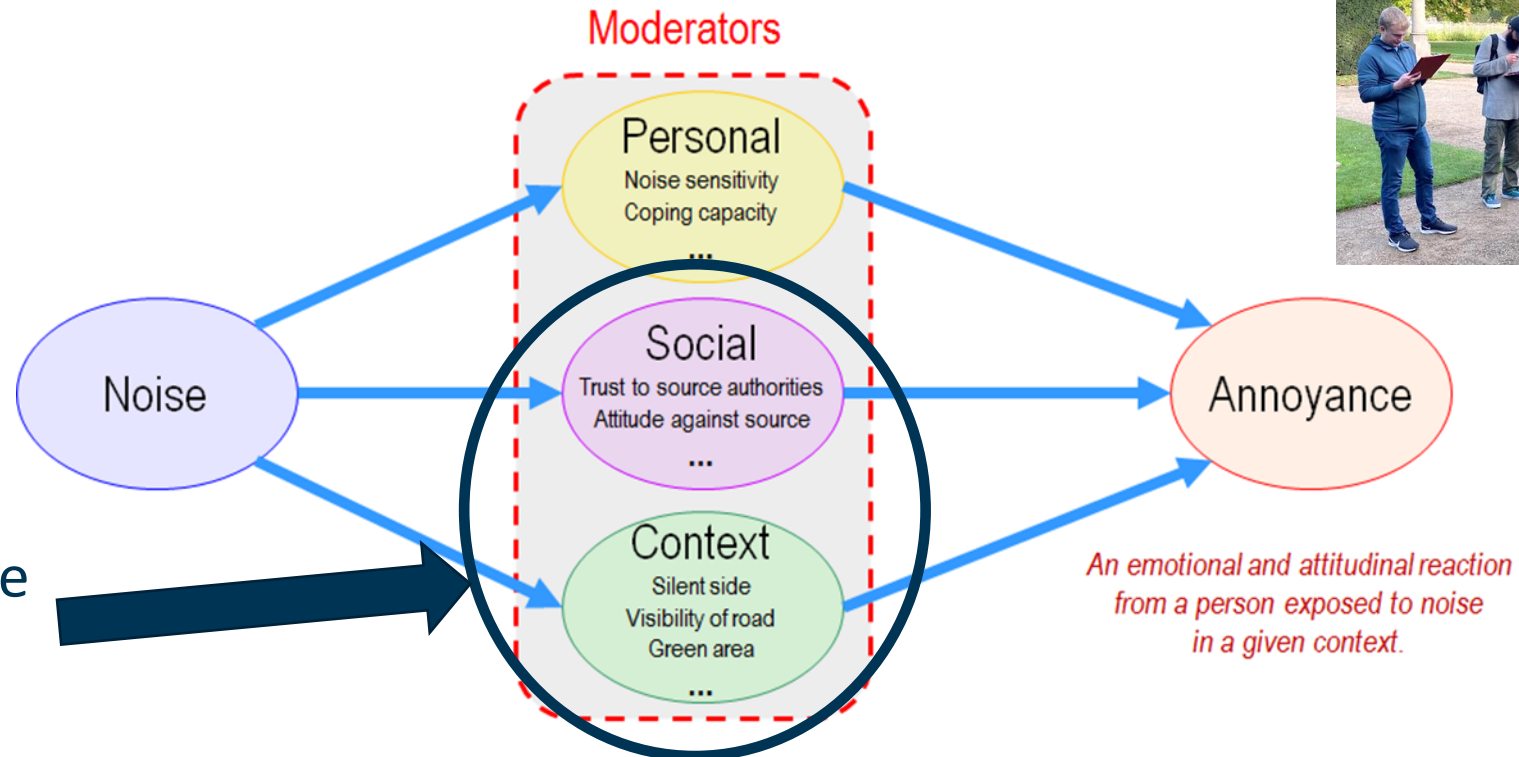 Moderators
Personal
Noise sensitivity
Coping capacity
...
Noise
Social
Trust to source authorities
Attitude against source
...
Annoyance
Context
Silent side
Visibility of road
Green area
...
An emotional and attitudinal reaction
from a person exposed to noise
in a given context.
e